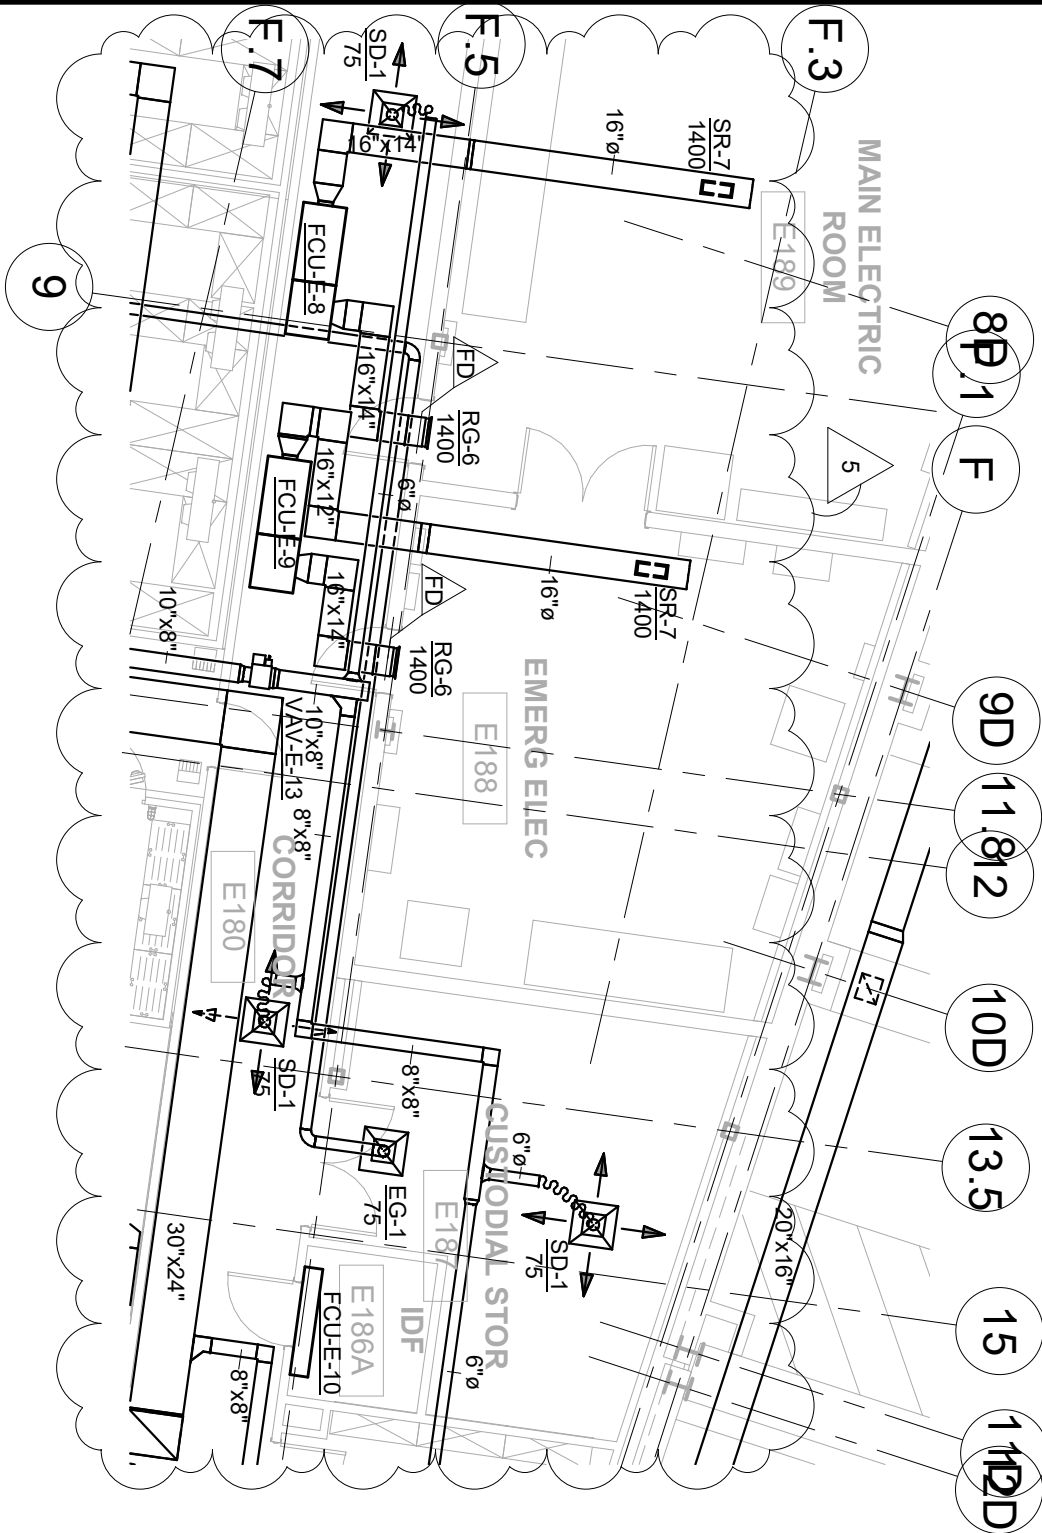 F.7
F.5
F.3
SD-1
75
16"x14"
16"ø
SR-7
1400
MAIN ELECTRIC
ROOM
E189
FCU-E-8
9
8D
F.1
F
16"x14"
FD
RG-6
1400
5
16"x12"
FCU-E-9
6"ø
16"ø
SR-7
1400
16"x14"
FD
RG-6
1400
10"x8"
10"x8"
VAV-E-13
EMERG ELEC
E188
9D
11.8
12
8"x8"
CORRIDOR
E180
SD-1
75
10D
8"x8"
13.5
CUSTODIAL STOR
E187
6"ø
EG-1
75
SD-1
75
20"x16"
30"x24"
FCU-E-10
E186A
IDF
6"ø
8"x8"
15
11D
12D